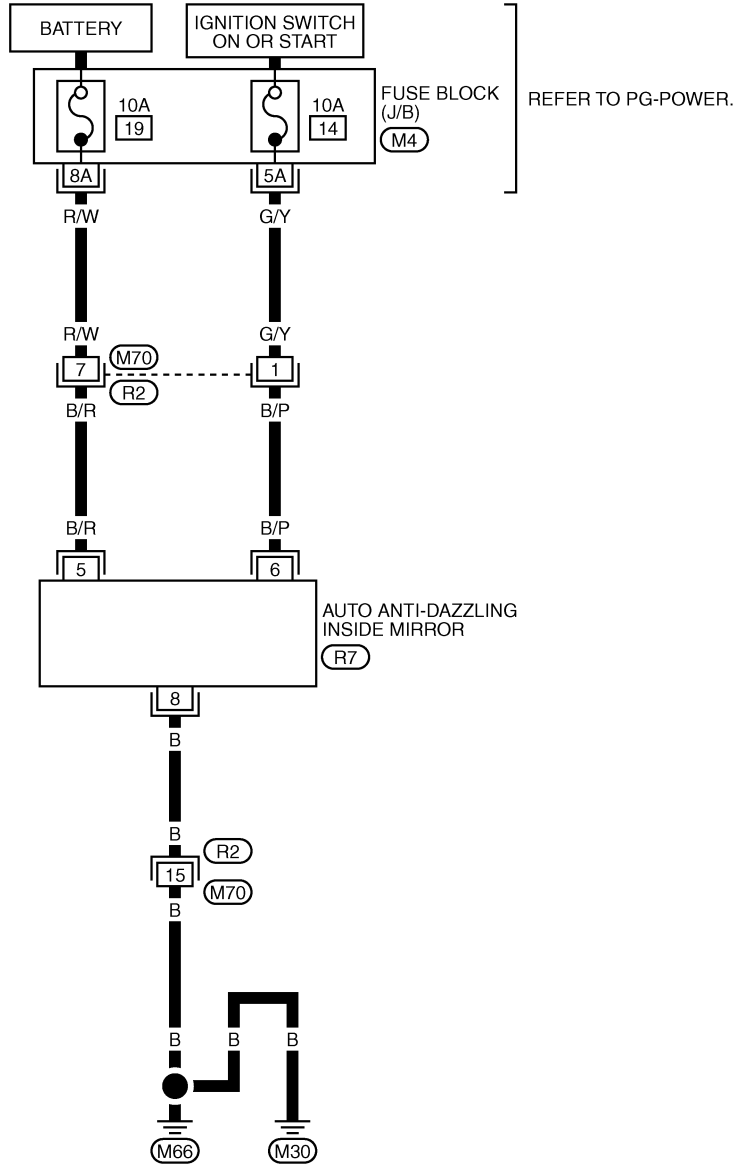 BATTERY
IGNITION SWITCH
ON OR START
10A
19
10A
14
FUSE BLOCK
(J/B)
M4
REFER TO PG-POWER.
8A
5A
R/W
G/Y
R/W
G/Y
7
M70
1
R2
B/R
B/P
B/R
B/P
5
6
AUTO ANTI-DAZZLING
INSIDE MIRROR
R7
8
B
B
R2
15
M70
B
B
B
B
M66
M30